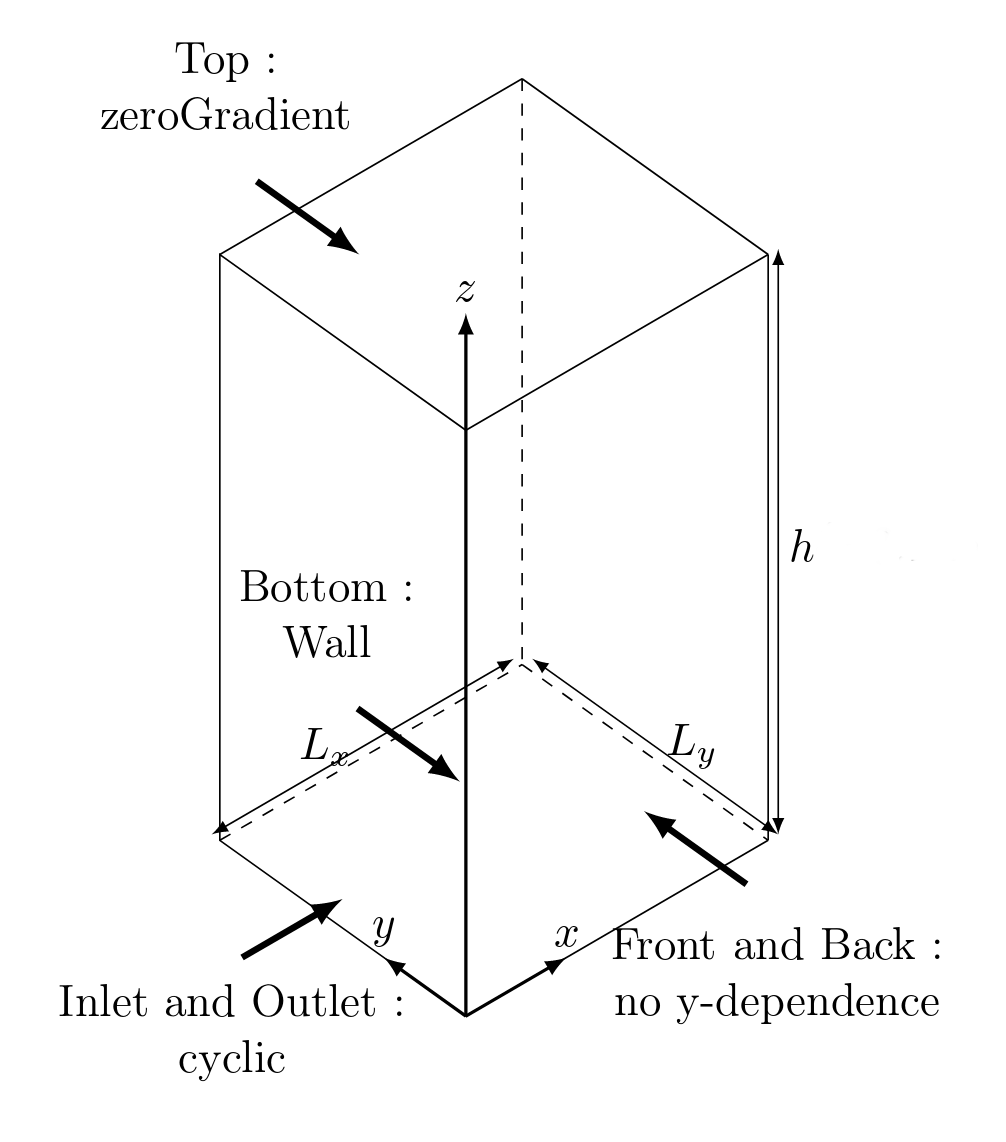 Top :
zeroGradient
z
h
Bottom :
Wall
L_x
L_y
y
x
Front and Back :
no y-dependence
Inlet and Outlet :
cyclic